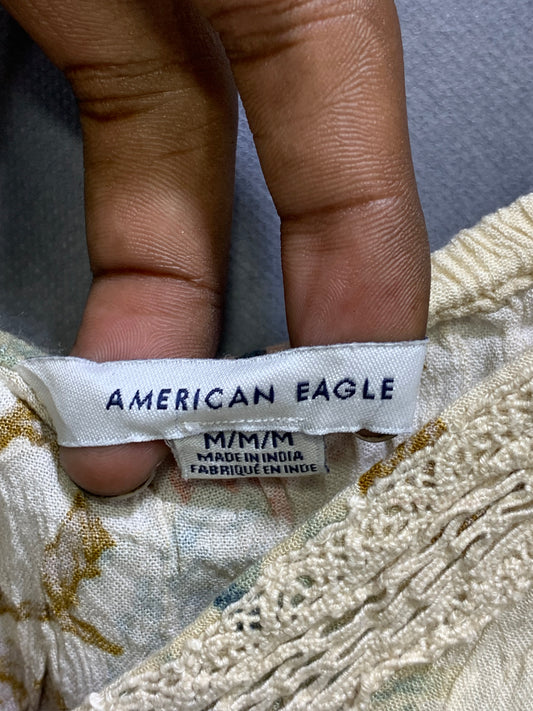 AMERICAN EAGLE
M/M/M
MADE IN INDIA
FABRIQUÉ EN INDE